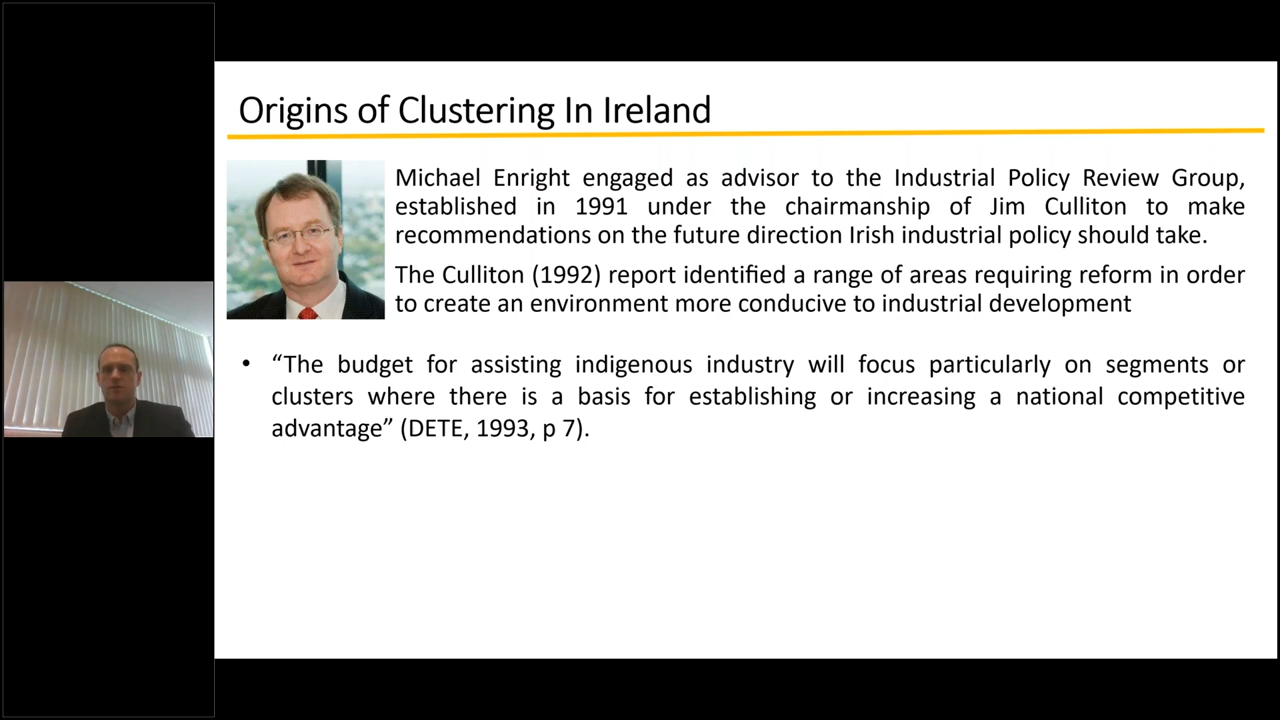 Origins of Clustering In Ireland
Michael Enright engaged as advisor to the Industrial Policy Review Group,
established in 1991 under the chairmanship of Jim Culliton to make
recommendations on the future direction Irish industrial policy should take.
The Culliton (1992) report identified a range of areas requiring reform in order
to create an environment more conducive to industrial development
• “The budget for assisting indigenous industry will focus particularly on segments or
clusters where there is a basis for establishing or increasing a national competitive
advantage” (DETE, 1993, p 7).